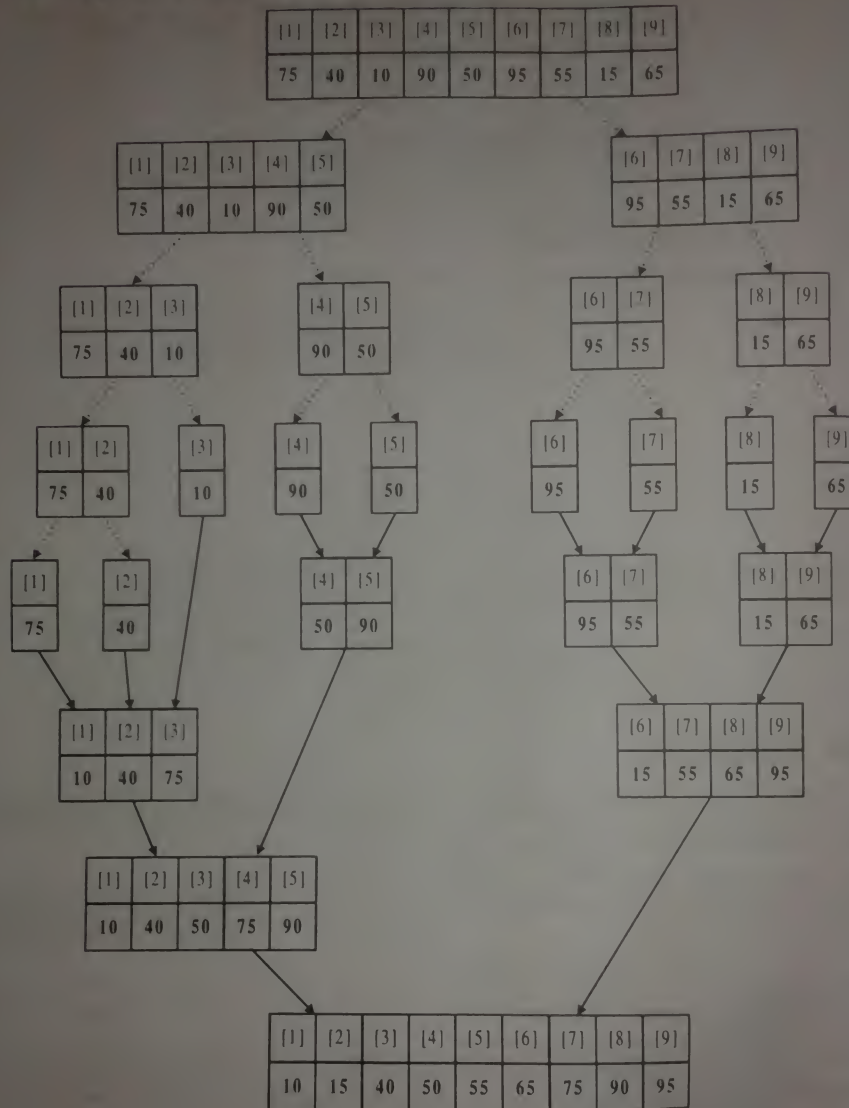 [1] [2] [3] [4] [5] [6] [7] [8] [9]
75 40 10 90 50 95 55 15 65
[1] [2] [3] [4] [5]
75 40 10 90 50
[6] [7] [8] [9]
95 55 15 65
[1] [2] [3]
75 40 10
[4] [5]
90 50
[6] [7]
95 55
[8] [9]
15 65
[1] [2]
75 40
[3]
10
[4]
90
[5]
50
[6]
95
[7]
55
[8]
15
[9]
65
[1]
75
[2]
40
[4] [5]
50 90
[6] [7]
95 55
[8] [9]
15 65
[1] [2] [3]
10 40 75
[6] [7] [8] [9]
15 55 65 95
[1] [2] [3] [4] [5]
10 40 50 75 90
[1] [2] [3] [4] [5] [6] [7] [8] [9]
10 15 40 50 55 65 75 90 95